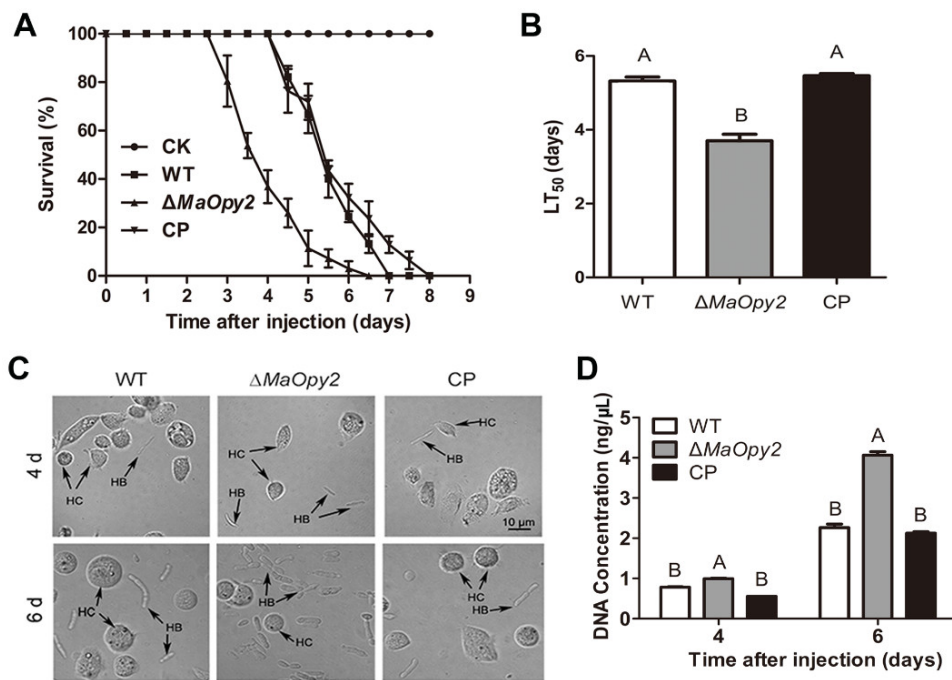 A
100
80
60
40
20
0
Survival (%)
CK
WT
ΔMaOpy2
CP
0 1 2 3 4 5 6 7 8 9
Time after injection (days)
B
6
4
2
0
LT50 (days)
A B A
WT ΔMaOpy2 CP
C
WT ΔMaOpy2 CP
4 d
HC HB
HC HB HB
HC HB
10 µm
6 d
HC HB
HB HC
HC HB
D
5
4
3
2
1
0
DNA Concentration (ng/µL)
WT
ΔMaOpy2
CP
B A B
B A B
4 6
Time after injection (days)